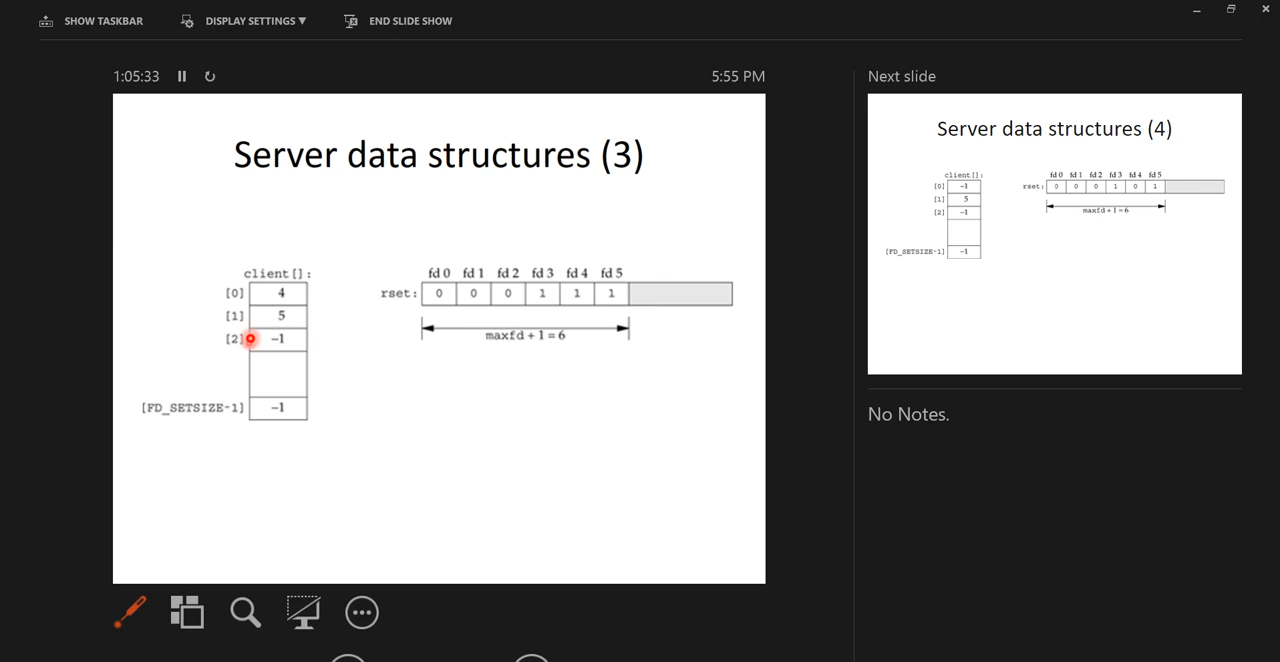 SHOW TASKBAR DISPLAY SETTINGS ▼ END SLIDE SHOW
1:05:33 5:55 PM
Server data structures (3)
client[]:
[0] 4
[1] 5
[2] -1
[FD_SETSIZE-1] -1
fd 0 fd 1 fd 2 fd 3 fd 4 fd 5
rset: 0 0 0 1 1 1
maxfd + 1 = 6
Next slide
Server data structures (4)
client[]:
[0] -1
[1] 5
[2] -1
[FD_SETSIZE-1] -1
fd 0 fd 1 fd 2 fd 3 fd 4 fd 5
rset: 0 0 0 1 0 1
maxfd + 1 = 6
No Notes.